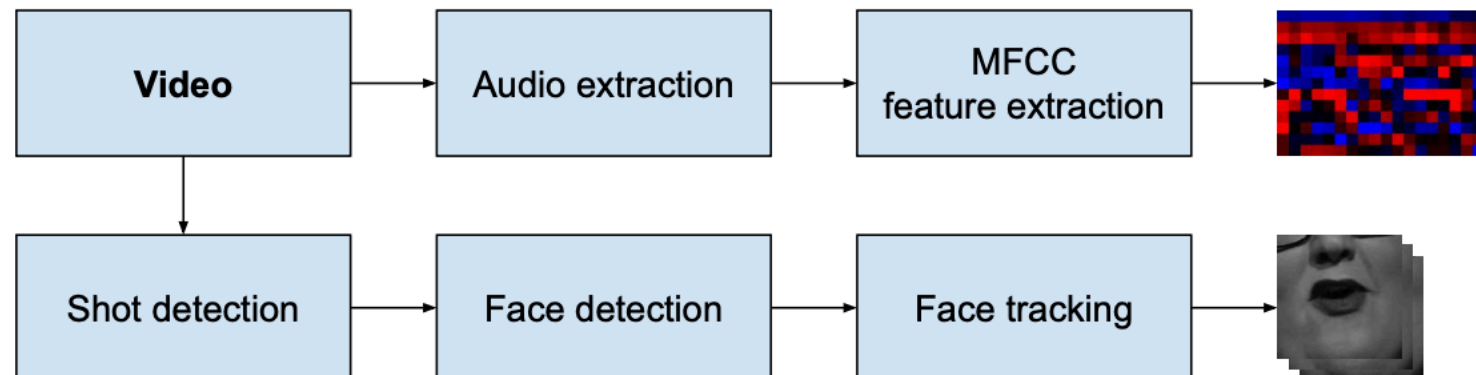 Video
Audio extraction
MFCC
feature extraction
Shot detection
Face detection
Face tracking